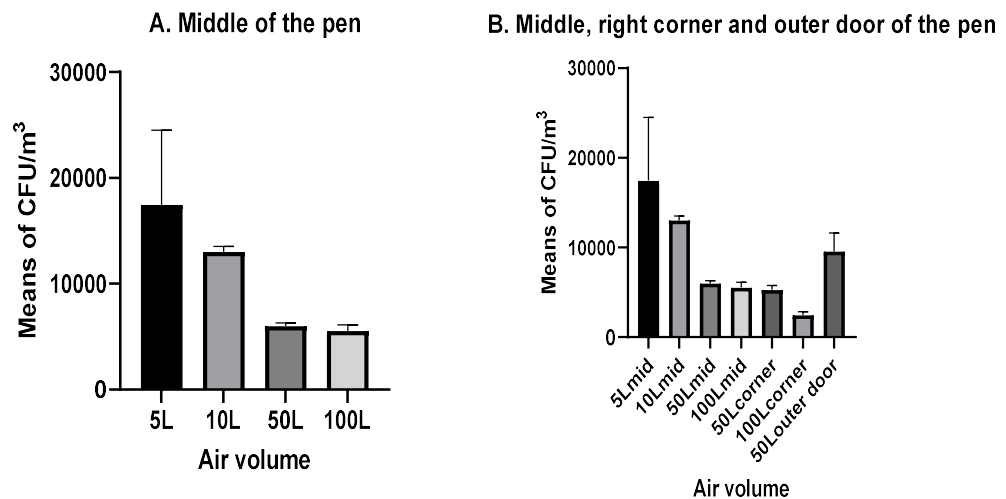 A. Middle of the pen
30000
20000
10000
0
Means of CFU/m³
5L 10L 50L 100L
Air volume
B. Middle, right corner and outer door of the pen
30000
20000
10000
0
Means of CFU/m³
5Lmid
10Lmid
50Lmid
100Lmid
50Lcorner
100Lcorner
50Louter door
Air volume